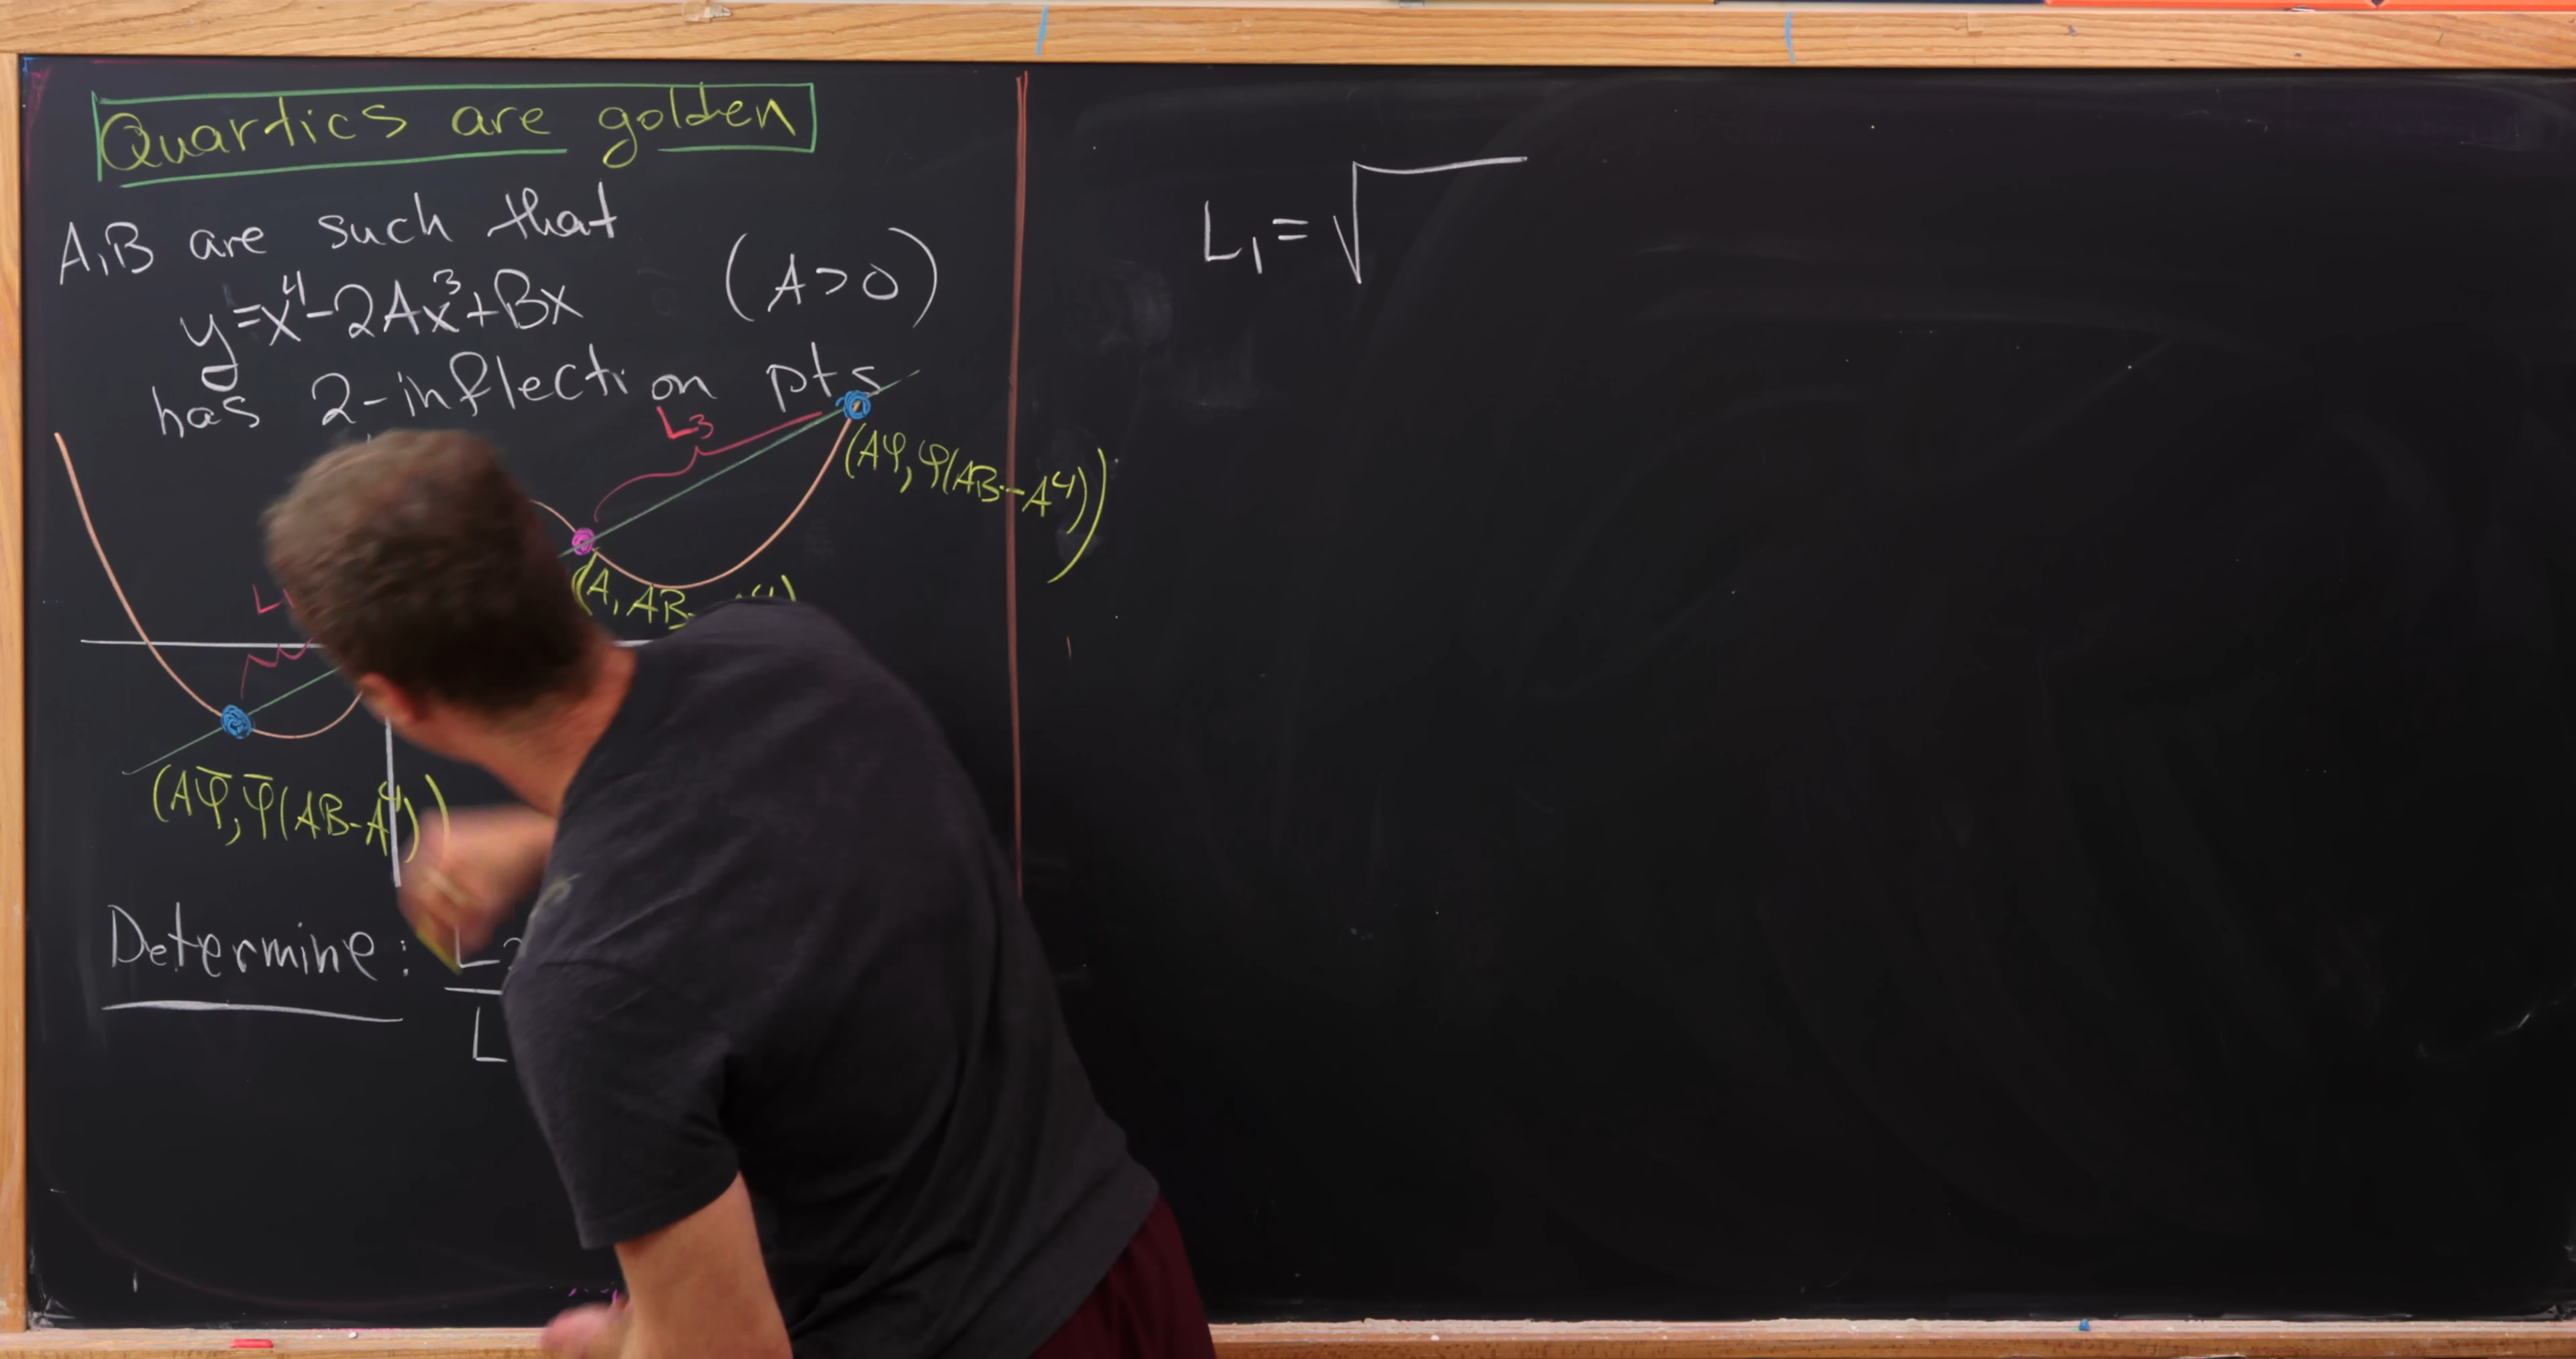 Quartics are golden
A,B are such that
y=x⁴-2Ax³+Bx (A>0)
has 2-inflection pts
L₃
(Aφ, φ(AB-A⁴))
(A, AB-
L
(Aφ̅, φ̅(AB-A⁴))
Determine: L
L
L₁=√